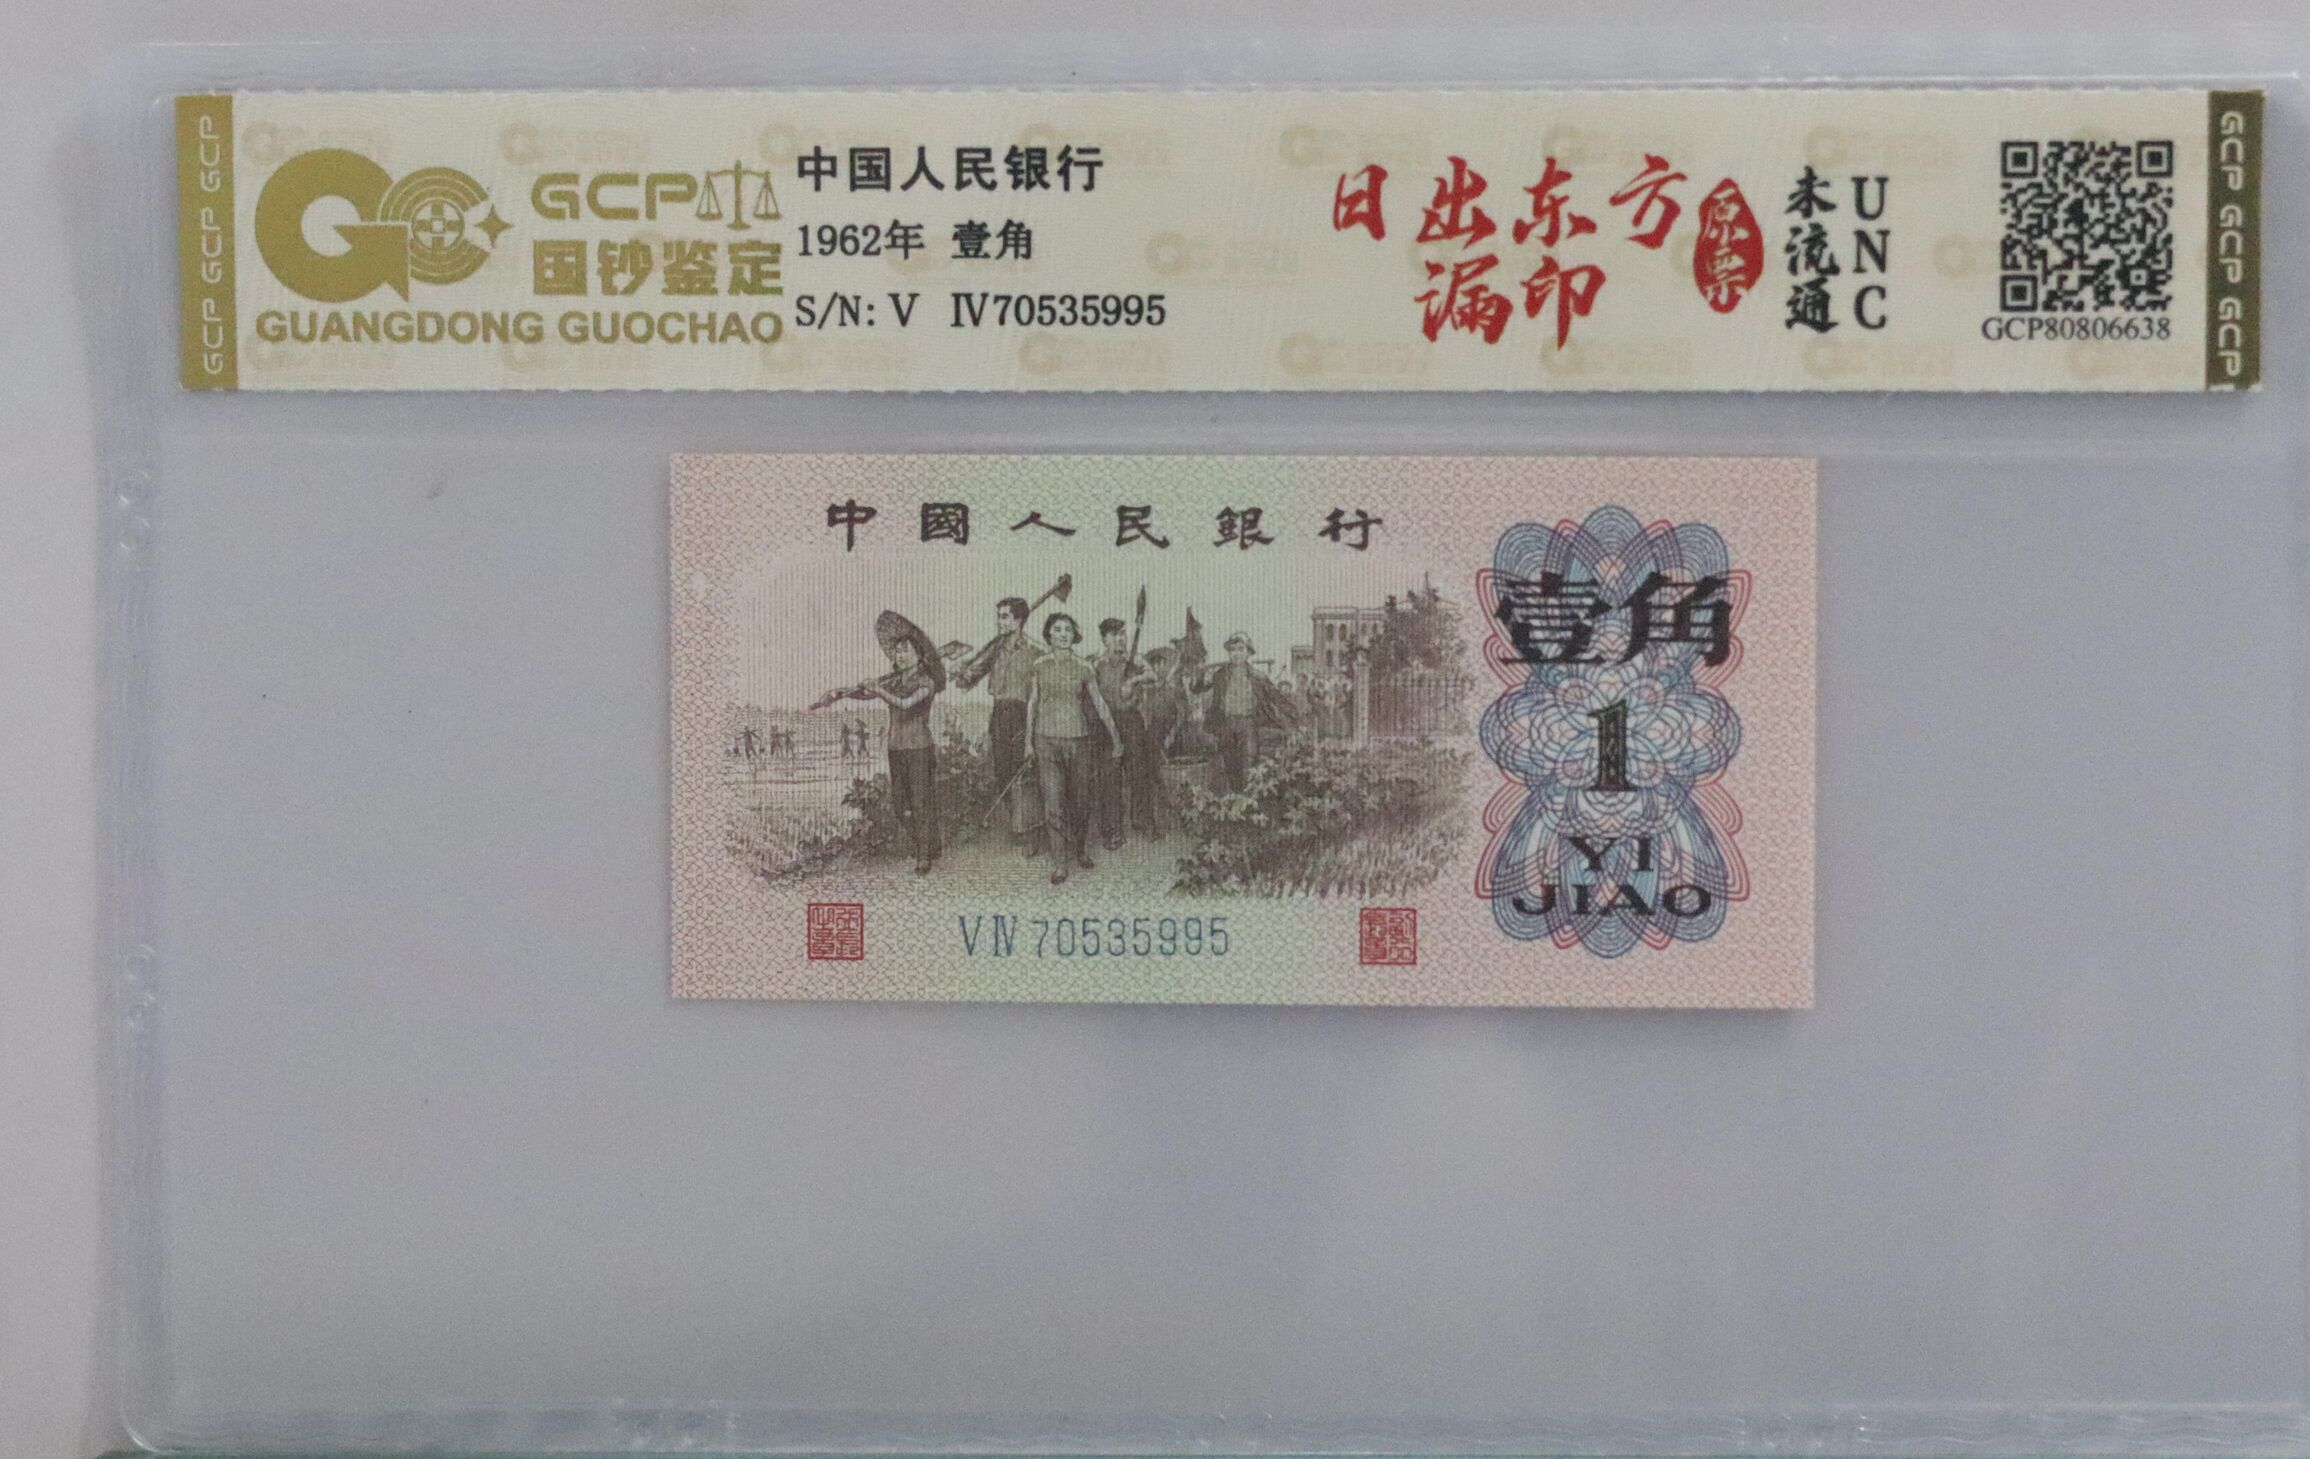 GCP GCP GCP GCP
GCP
国钞鉴定
GUANGDONG GUOCHAO
中国人民银行
1962年 壹角
S/N: V IV70535995
日出东方
漏印
原票
未流通
UNC
GCP80806638
GCP GCP GCP
中國人民銀行
壹角
1
YI
JIAO
V IV 70535995